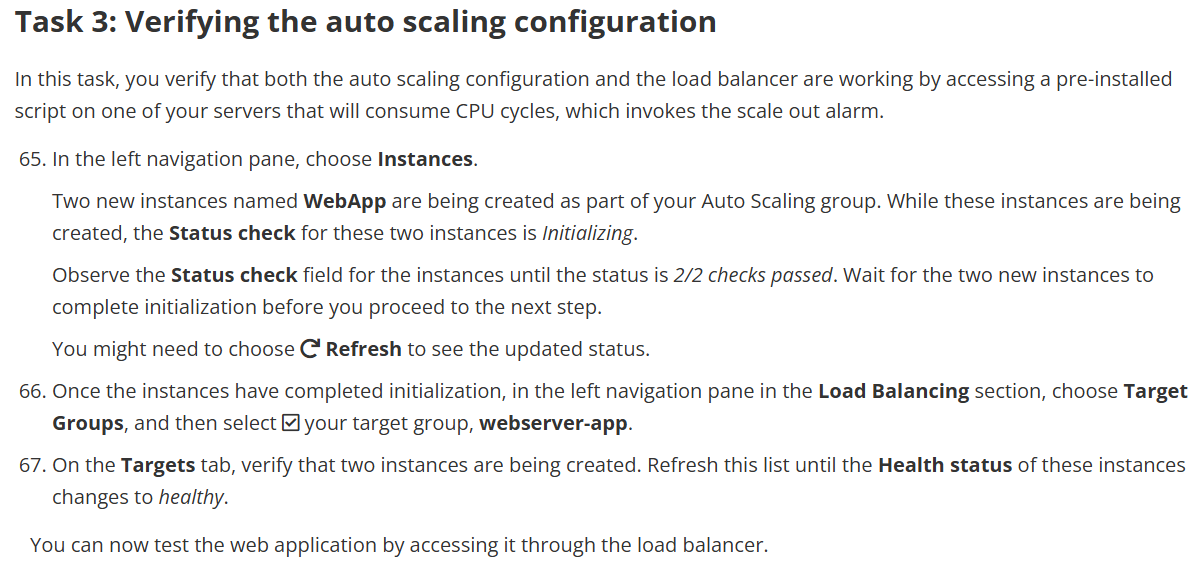 Task 3: Verifying the auto scaling configuration
In this task, you verify that both the auto scaling configuration and the load balancer are working by accessing a pre-installed
script on one of your servers that will consume CPU cycles, which invokes the scale out alarm.
65. In the left navigation pane, choose Instances.
Two new instances named WebApp are being created as part of your Auto Scaling group. While these instances are being
created, the Status check for these two instances is Initializing.
Observe the Status check field for the instances until the status is 2/2 checks passed. Wait for the two new instances to
complete initialization before you proceed to the next step.
You might need to choose Refresh to see the updated status.
66. Once the instances have completed initialization, in the left navigation pane in the Load Balancing section, choose Target
Groups, and then select your target group, webserver-app.
67. On the Targets tab, verify that two instances are being created. Refresh this list until the Health status of these instances
changes to healthy.
You can now test the web application by accessing it through the load balancer.